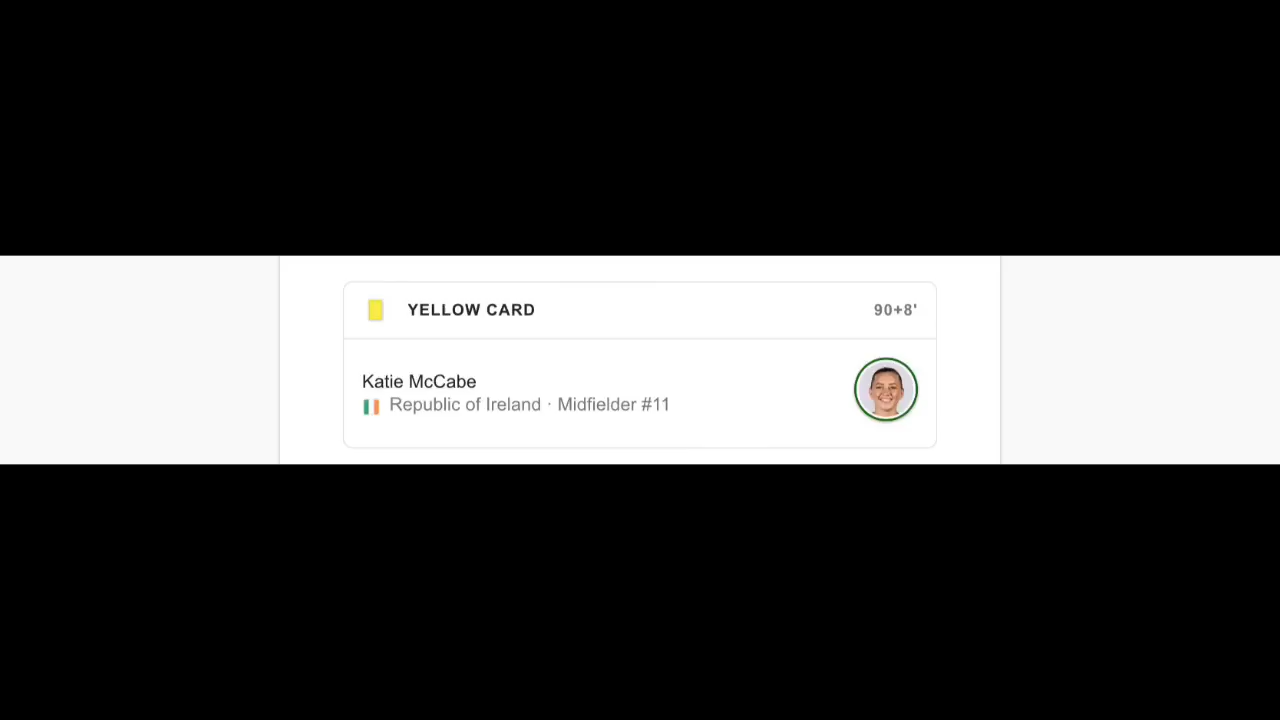 YELLOW CARD 90+8'
Katie McCabe
Republic of Ireland · Midfielder #11